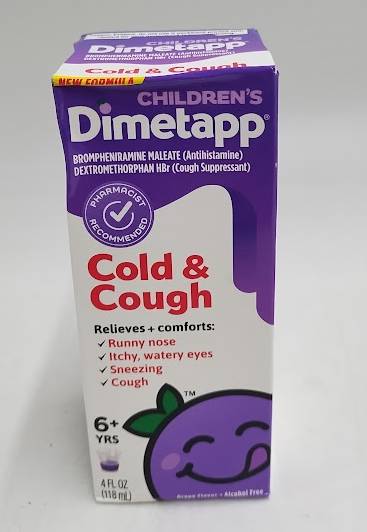 CHILDREN'S
Dimetapp
Cold & Cough
NEW FORMULA
CHILDREN'S
Dimetapp®
BROMPHENIRAMINE MALEATE (Antihistamine)
DEXTROMETHORPHAN HBr (Cough Suppressant)
PHARMACIST
RECOMMENDED
Cold &
Cough
Relieves + comforts:
✓ Runny nose
✓ Itchy, watery eyes
✓ Sneezing
✓ Cough
TM
6+
YRS
4 FL OZ
(118 mL)
Grape Flavor • Alcohol Free